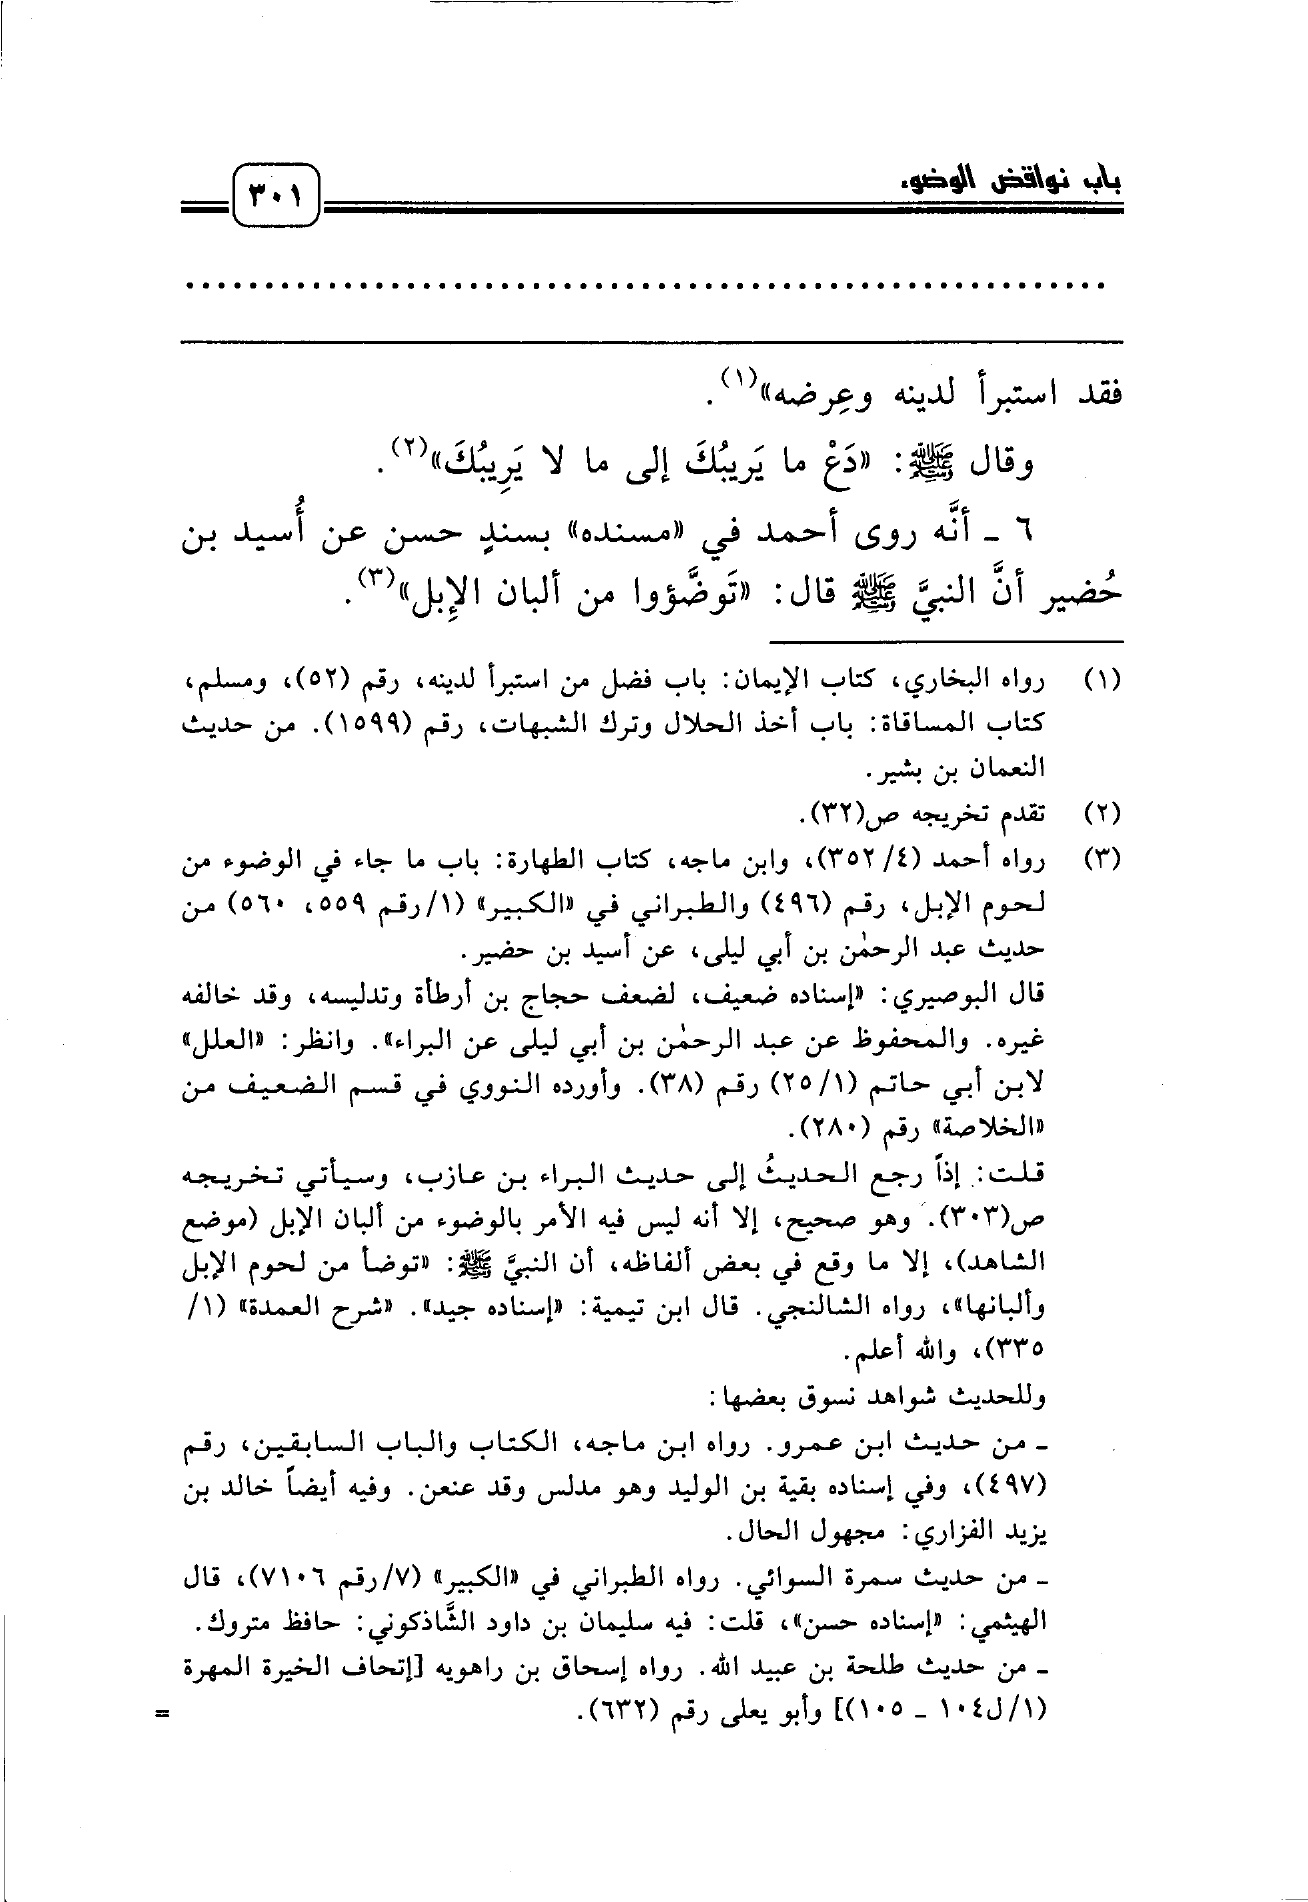 باب نواقض الوضوء
٣٠١
فقد استبرأ لدينه وعِرضه»(١).
وقال ﷺ: «دَعْ ما يَريبُكَ إلى ما لا يَرِيبُكَ»(٢).
٦ ـ أنَّه روى أحمد في «مسنده» بسندٍ حسن عن أُسيد بن
حُضير أنَّ النبيَّ ﷺ قال: «تَوضَّؤوا من ألبان الإِبل»(٣).
(١) رواه البخاري، كتاب الإيمان: باب فضل من استبرأ لدينه، رقم (٥٢)، ومسلم،
كتاب المساقاة: باب أخذ الحلال وترك الشبهات، رقم (١٥٩٩). من حديث
النعمان بن بشير.
(٢) تقدم تخريجه ص(٣٢).
(٣) رواه أحمد (٤/ ٣٥٢)، وابن ماجه، كتاب الطهارة: باب ما جاء في الوضوء من
لحوم الإبل، رقم (٤٩٦) والطبراني في «الكبير» (١/رقم ٥٥٩، ٥٦٠) من
حديث عبد الرحمٰن بن أبي ليلى، عن أسيد بن حضير.
قال البوصيري: «إسناده ضعيف، لضعف حجاج بن أرطأة وتدليسه، وقد خالفه
غيره. والمحفوظ عن عبد الرحمٰن بن أبي ليلى عن البراء». وانظر: «العلل»
لابن أبي حاتم (١/ ٢٥) رقم (٣٨). وأورده النووي في قسم الضعيف من
«الخلاصة» رقم (٢٨٠).
قلت: إذاً رجع الحديثُ إلى حديث البراء بن عازب، وسيأتي تخريجه
ص(٣٠٣). وهو صحيح، إلا أنه ليس فيه الأمر بالوضوء من ألبان الإبل (موضع
الشاهد)، إلا ما وقع في بعض ألفاظه، أن النبيَّ ﷺ: «توضأ من لحوم الإبل
وألبانها»، رواه الشالنجي. قال ابن تيمية: «إسناده جيد». «شرح العمدة» (١/
٣٣٥)، والله أعلم.
وللحديث شواهد نسوق بعضها:
ـ من حديث ابن عمرو. رواه ابن ماجه، الكتاب والباب السابقين، رقم
(٤٩٧)، وفي إسناده بقية بن الوليد وهو مدلس وقد عنعن. وفيه أيضاً خالد بن
يزيد الفزاري: مجهول الحال.
ـ من حديث سمرة السوائي. رواه الطبراني في «الكبير» (٧/رقم ٧١٠٦)، قال
الهيثمي: «إسناده حسن»، قلت: فيه سليمان بن داود الشَّاذكوني: حافظ متروك.
ـ من حديث طلحة بن عبيد الله. رواه إسحاق بن راهويه [إتحاف الخيرة المهرة
(١/ ل١٠٤ ـ ١٠٥)] وأبو يعلى رقم (٦٣٢). =